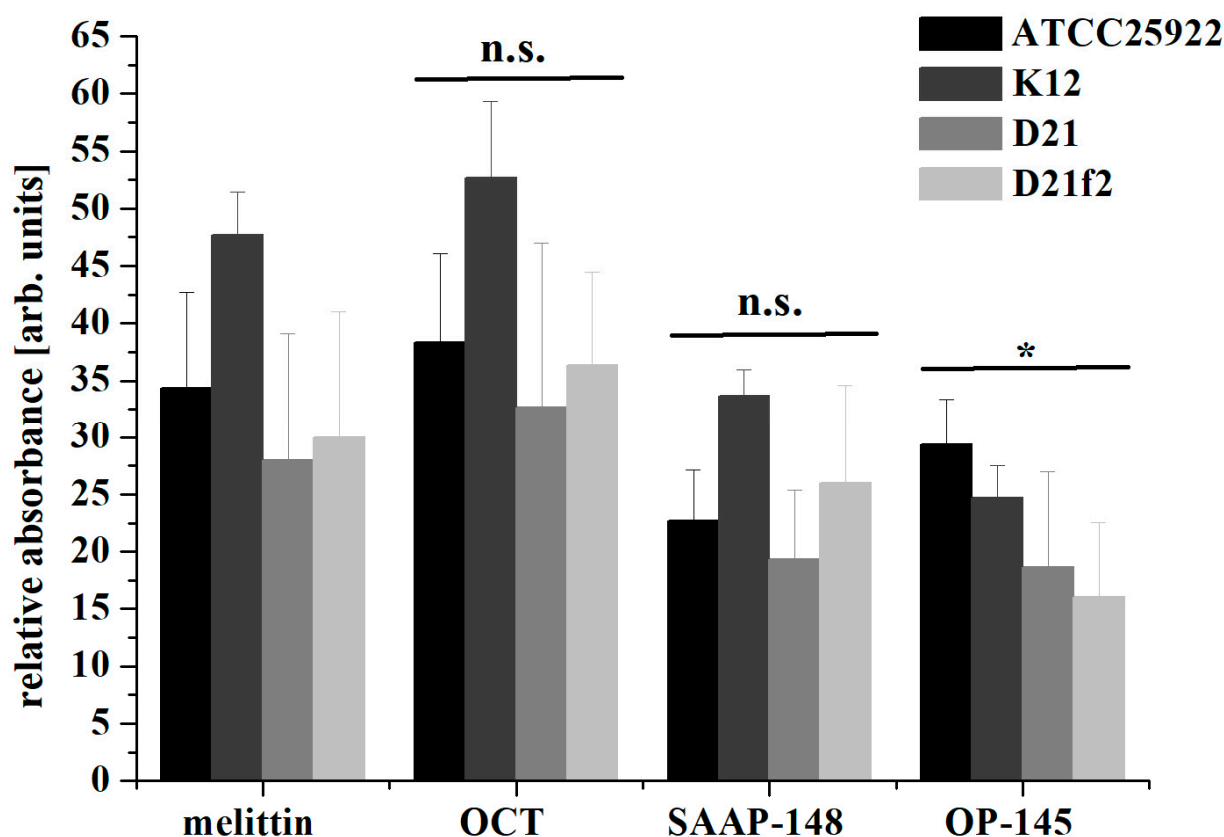 relative absorbance [arb. units]
65
60
55
50
45
40
35
30
25
20
15
10
5
0
n.s.
n.s.
*
ATCC25922
K12
D21
D21f2
melittin OCT SAAP-148 OP-145